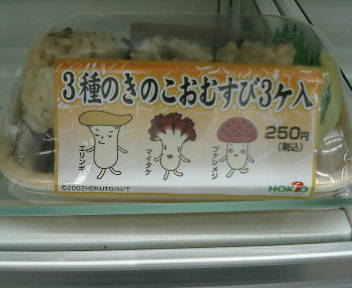 3種のきのこおむすび3ケ入
250円
(税込)
エリンギ
マイタケ
ブナシメジ
©2002HOKUTO/H/T
HOKTO